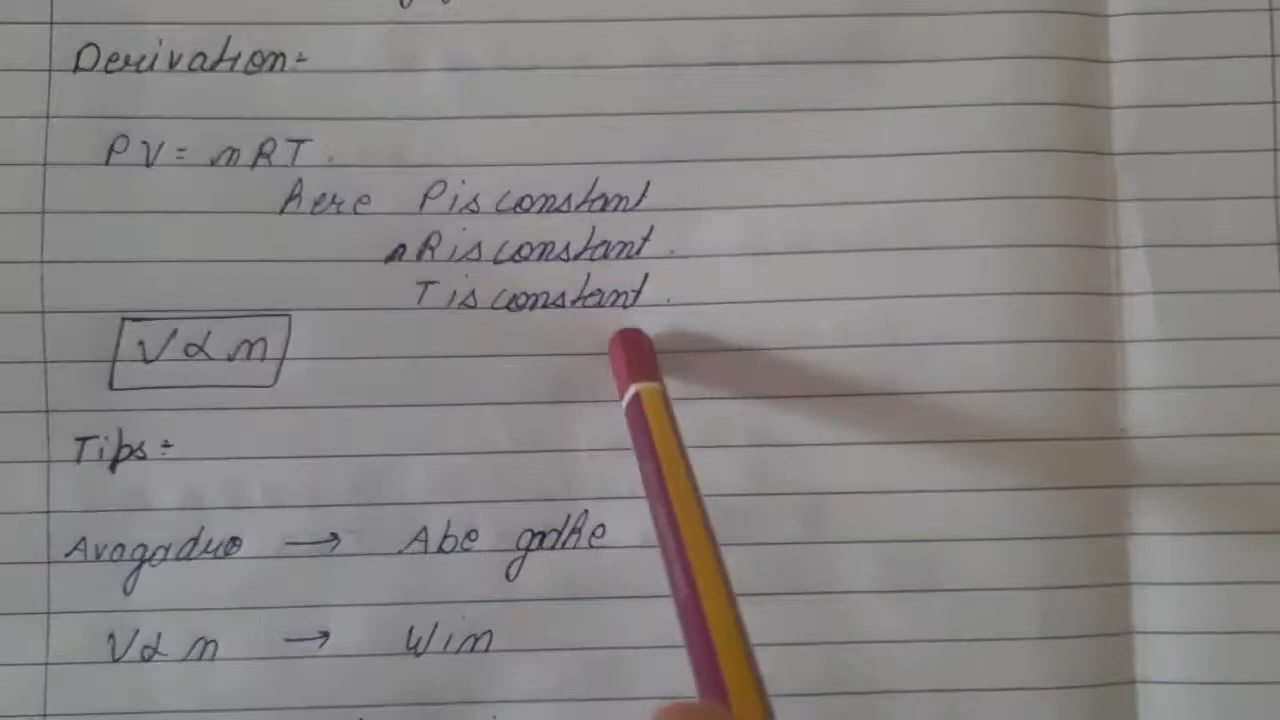 Derivation:-
PV = nRT.
here P is constant
R is constant.
T is constant.
V ∝ n
Tips:-
Avogadro → Abe gadhe
V ∝ n → Win